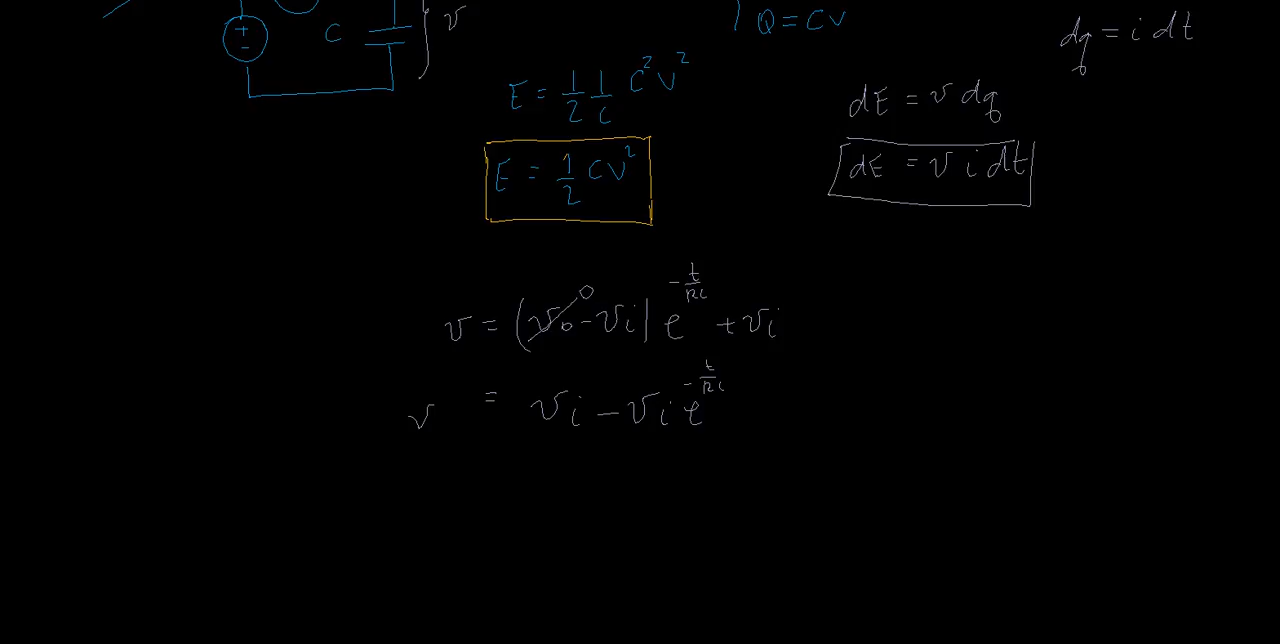 +
-
C
v
Q = CV
dq = i dt
E = 1/2 1/C C² V²
dE = v dq
E = 1/2 CV²
dE = v i dt
v = (v₀ - vi) e^(-t/RC) + vi
0
v = vi - vi e^(-t/RC)